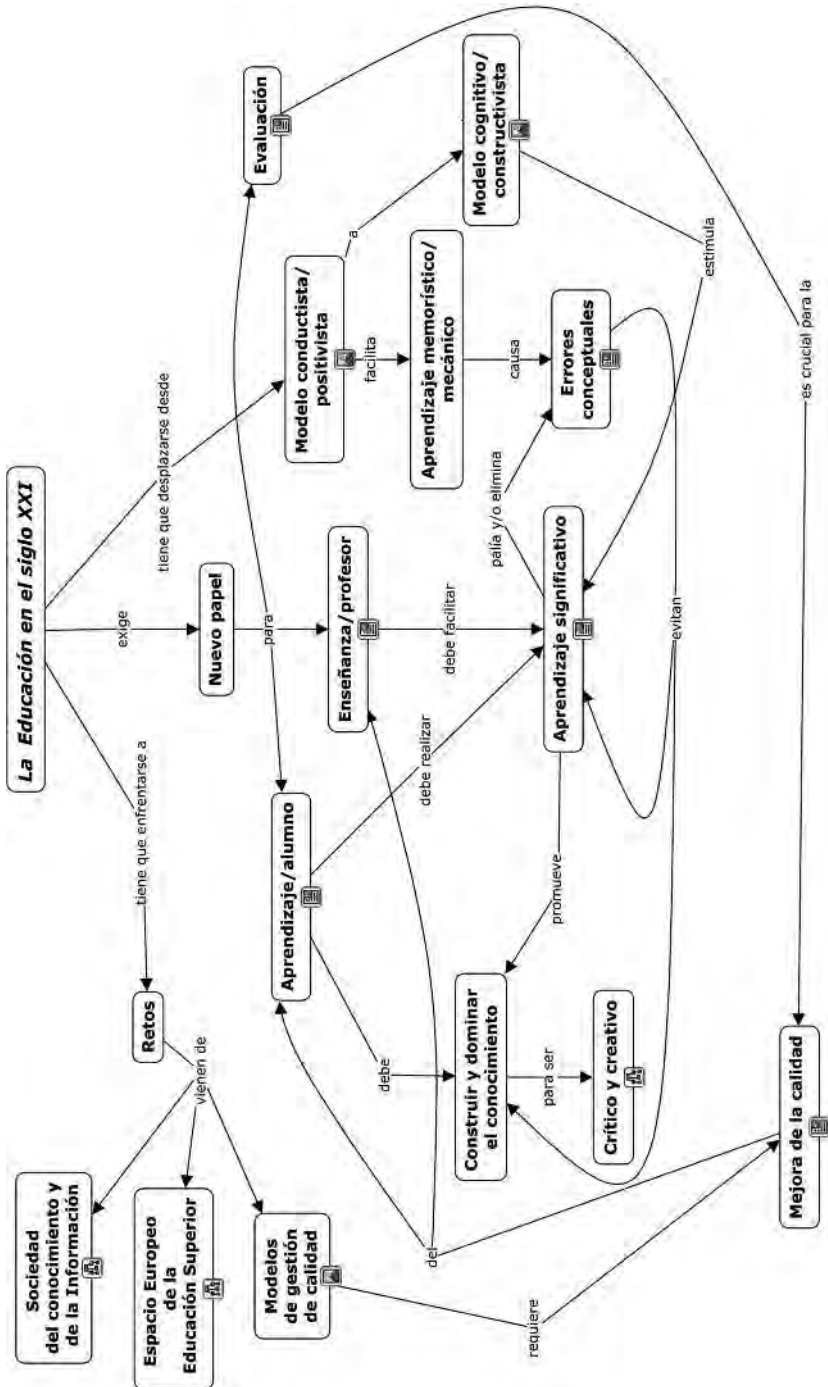 La Educación en el siglo XXI
tiene que enfrentarse a
exige
tiene que desplazarse desde
Retos
vienen de
Sociedad
del conocimiento y
de la Información
Espacio Europeo
de la
Educación Superior
Modelos
de gestión
de calidad
requiere
Nuevo papel
para
Aprendizaje/alumno
Enseñanza/profesor
Evaluación
Modelo conductista/
positivista
a
facilita
Modelo cognitivo/
constructivista
Aprendizaje memorístico/
mecánico
causa
Errores
conceptuales
estimula
debe
debe realizar
debe facilitar
palía y/o elimina
Construir y dominar
el conocimiento
para ser
Crítico y creativo
promueve
Aprendizaje significativo
evitan
del
Mejora de la calidad
es crucial para la